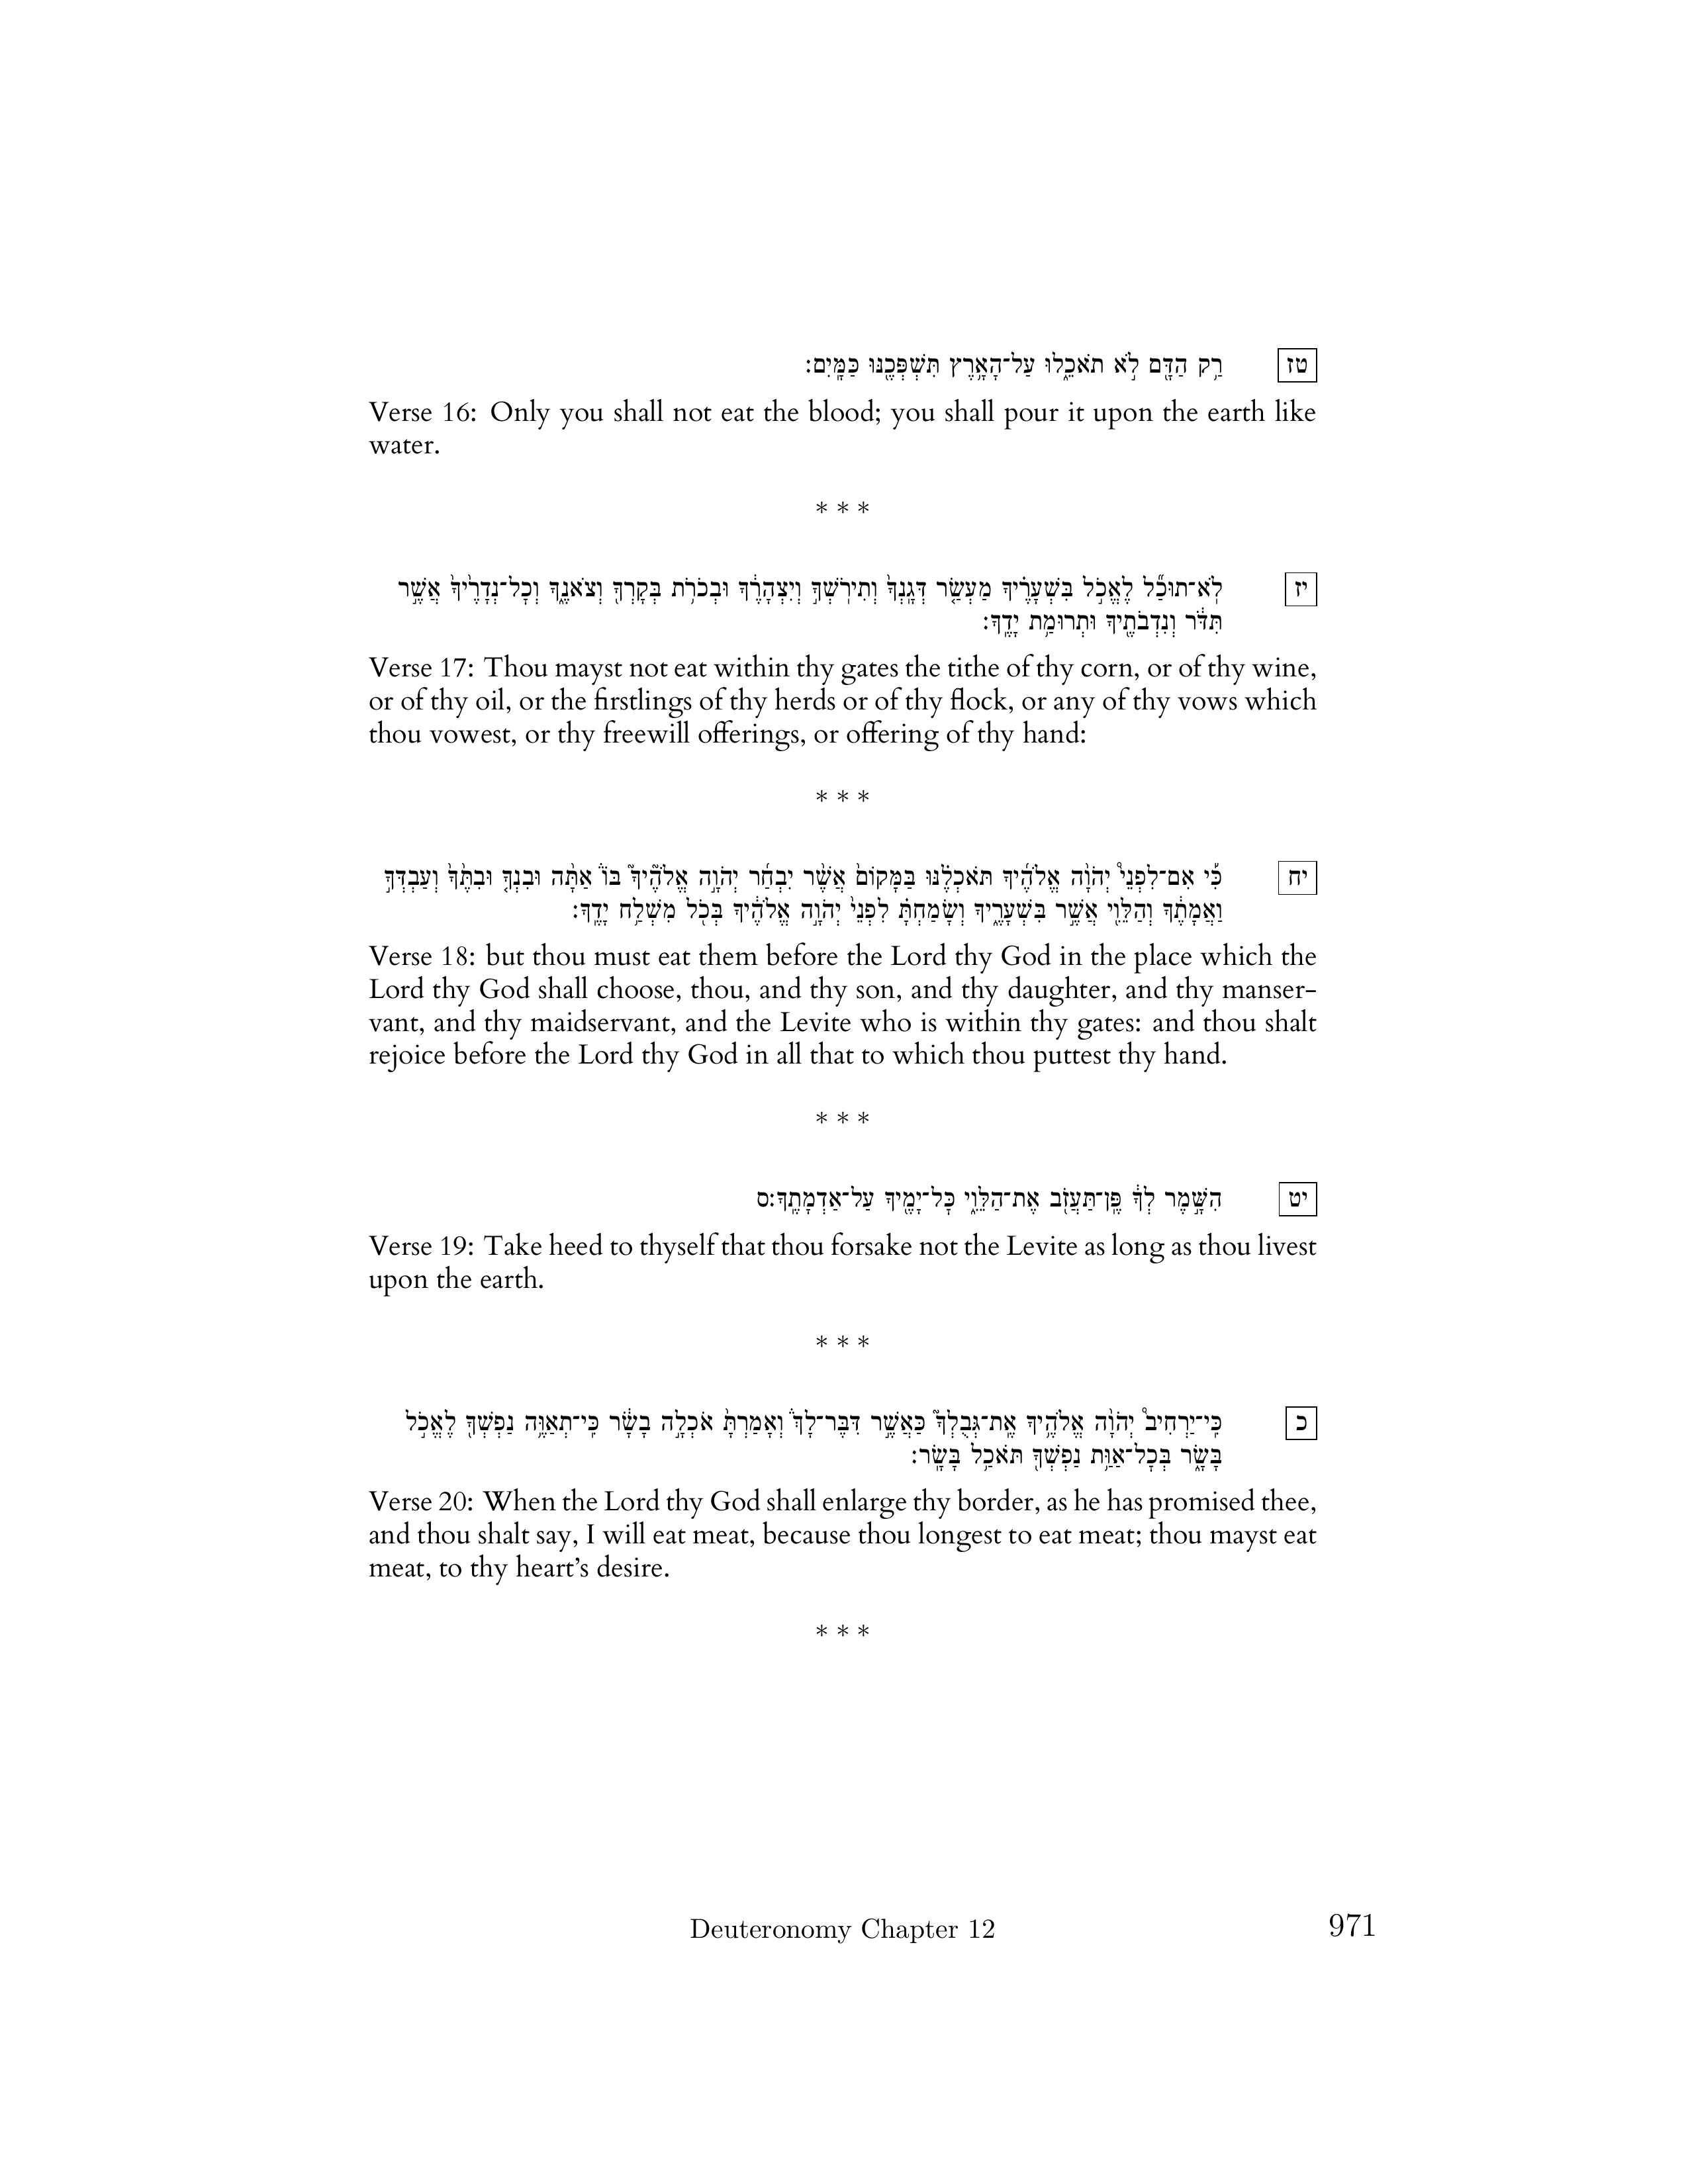 טז רַ֥ק הַדָּ֖ם לֹ֣א תֹאכֵ֑לוּ עַל־הָאָ֥רֶץ תִּשְׁפְּכֶ֖נּוּ כַּמָּֽיִם׃
Verse 16: Only you shall not eat the blood; you shall pour it upon the earth like
water.
* * *
יז לֹֽא־תוּכַ֞ל לֶאֱכֹ֣ל בִּשְׁעָרֶ֗יךָ מַעְשַׂ֤ר דְּגָֽנְךָ֙ וְתִירֹֽשְׁךָ֣ וְיִצְהָרֶ֔ךָ וּבְכֹרֹ֥ת בְּקָרְךָ֖ וְצֹאנֶ֑ךָ וְכָל־נְדָרֶ֙יךָ֙ אֲשֶׁ֣ר
תִּדֹּ֔ר וְנִדְבֹתֶ֖יךָ וּתְרוּמַ֥ת יָדֶֽךָ׃
Verse 17: Thou mayst not eat within thy gates the tithe of thy corn, or of thy wine,
or of thy oil, or the firstlings of thy herds or of thy flock, or any of thy vows which
thou vowest, or thy freewill offerings, or offering of thy hand:
* * *
יח כִּ֡י אִם־לִפְנֵי֩ יְהֹוָ֨ה אֱלֹהֶ֜יךָ תֹּאכְלֶ֗נּוּ בַּמָּקוֹם֙ אֲשֶׁ֨ר יִבְחַ֜ר יְהֹוָ֣ה אֱלֹהֶ֘יךָ֮ בּוֹ֒ אַתָּ֨ה וּבִנְךָ֤ וּבִתֶּ֙ךָ֙ וְעַבְדְּךָ֣
וַאֲמָתֶ֔ךָ וְהַלֵּוִ֖י אֲשֶׁ֣ר בִּשְׁעָרֶ֑יךָ וְשָׂמַחְתָּ֗ לִפְנֵי֙ יְהֹוָ֣ה אֱלֹהֶ֔יךָ בְּכֹ֖ל מִשְׁלַ֥ח יָדֶֽךָ׃
Verse 18: but thou must eat them before the Lord thy God in the place which the
Lord thy God shall choose, thou, and thy son, and thy daughter, and thy manser-
vant, and thy maidservant, and the Levite who is within thy gates: and thou shalt
rejoice before the Lord thy God in all that to which thou puttest thy hand.
* * *
יט הִשָּׁ֣מֶר לְךָ֔ פֶּֽן־תַּעֲזֹ֖ב אֶת־הַלֵּוִ֑י כָּל־יָמֶ֖יךָ עַל־אַדְמָתֶֽךָ׃ס
Verse 19: Take heed to thyself that thou forsake not the Levite as long as thou livest
upon the earth.
* * *
כ כִּֽי־יַרְחִיב֩ יְהֹוָ֨ה אֱלֹהֶ֥יךָ אֶֽת־גְּבֻלְךָ֮ כַּאֲשֶׁ֣ר דִּבֶּר־לָךְ֒ וְאָמַרְתָּ֙ אֹכְלָ֣ה בָשָׂ֔ר כִּֽי־תְאַוֶּ֥ה נַפְשְׁךָ֖ לֶאֱכֹ֣ל
בָּשָׂ֑ר בְּכָל־אַוַּ֥ת נַפְשְׁךָ֖ תֹּאכַ֥ל בָּשָֽׂר׃
Verse 20: When the Lord thy God shall enlarge thy border, as he has promised thee,
and thou shalt say, I will eat meat, because thou longest to eat meat; thou mayst eat
meat, to thy heart’s desire.
* * *
Deuteronomy Chapter 12 971